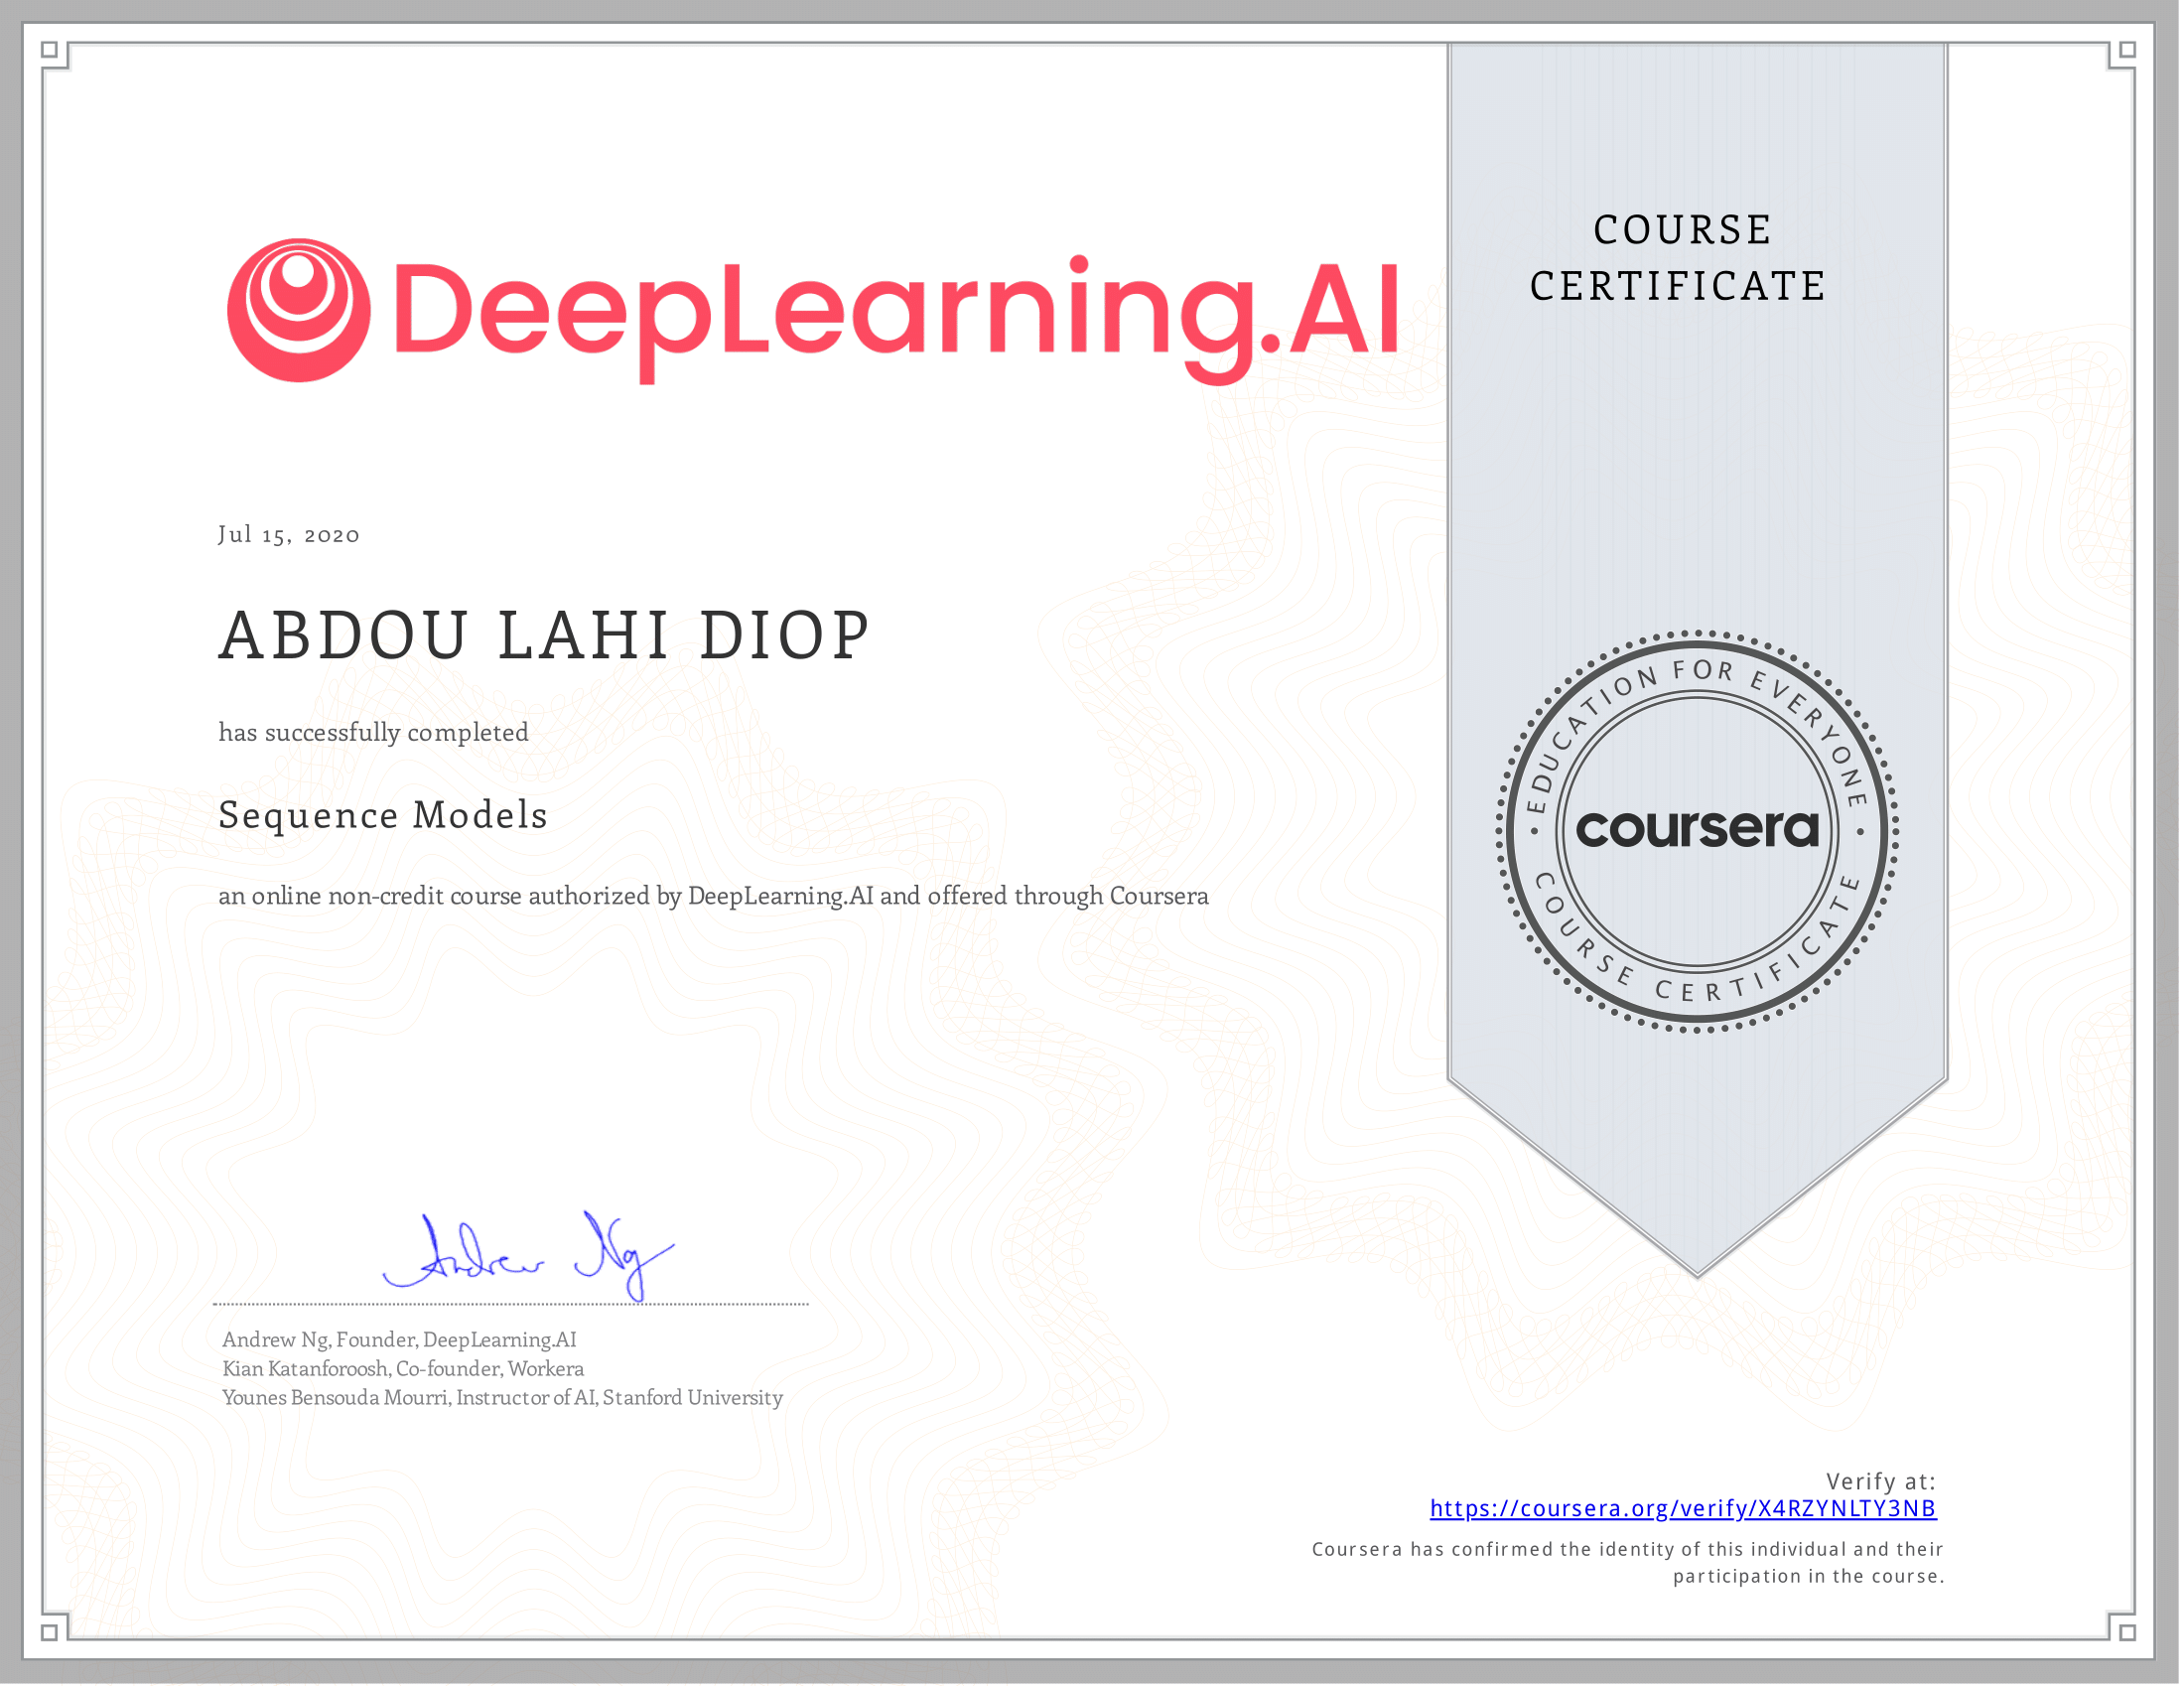 DeepLearning.AI
COURSE
CERTIFICATE
Jul 15, 2020
ABDOU LAHI DIOP
has successfully completed
Sequence Models
an online non-credit course authorized by DeepLearning.AI and offered through Coursera
EDUCATION FOR EVERYONE
coursera
COURSE CERTIFICATE
Andrew Ng
Andrew Ng, Founder, DeepLearning.AI
Kian Katanforoosh, Co-founder, Workera
Younes Bensouda Mourri, Instructor of AI, Stanford University
Verify at:
https://coursera.org/verify/X4RZYNLTY3NB
Coursera has confirmed the identity of this individual and their
participation in the course.